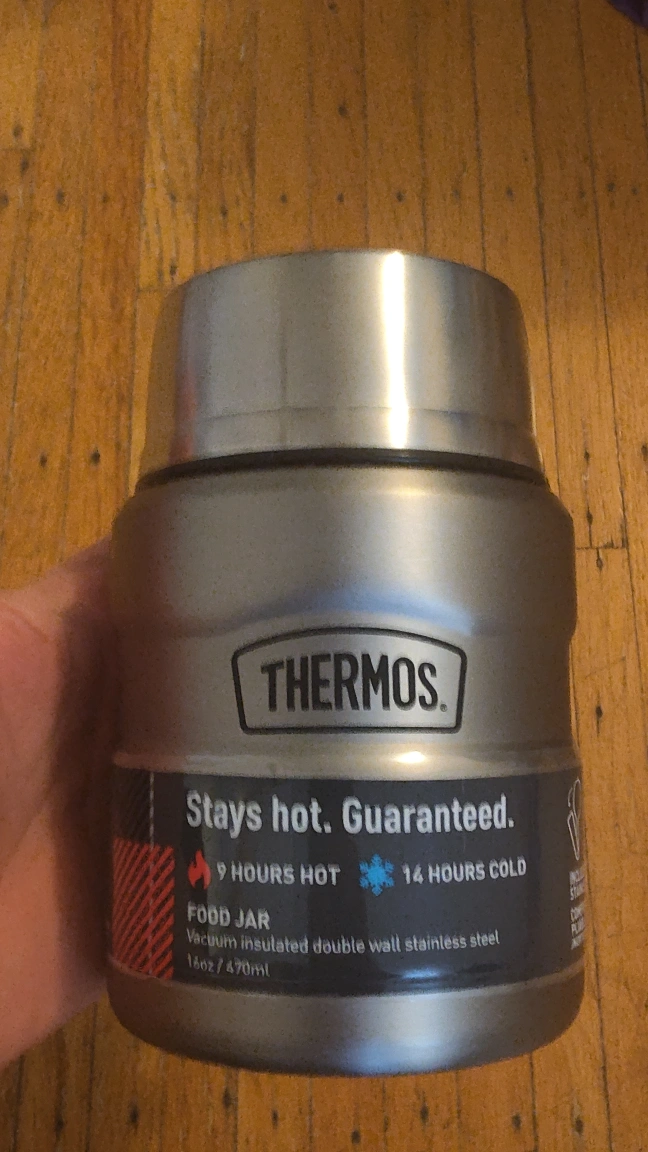 THERMOS®
Stays hot. Guaranteed.
9 HOURS HOT 14 HOURS COLD
FOOD JAR
Vacuum insulated double wall stainless steel
16oz / 470ml